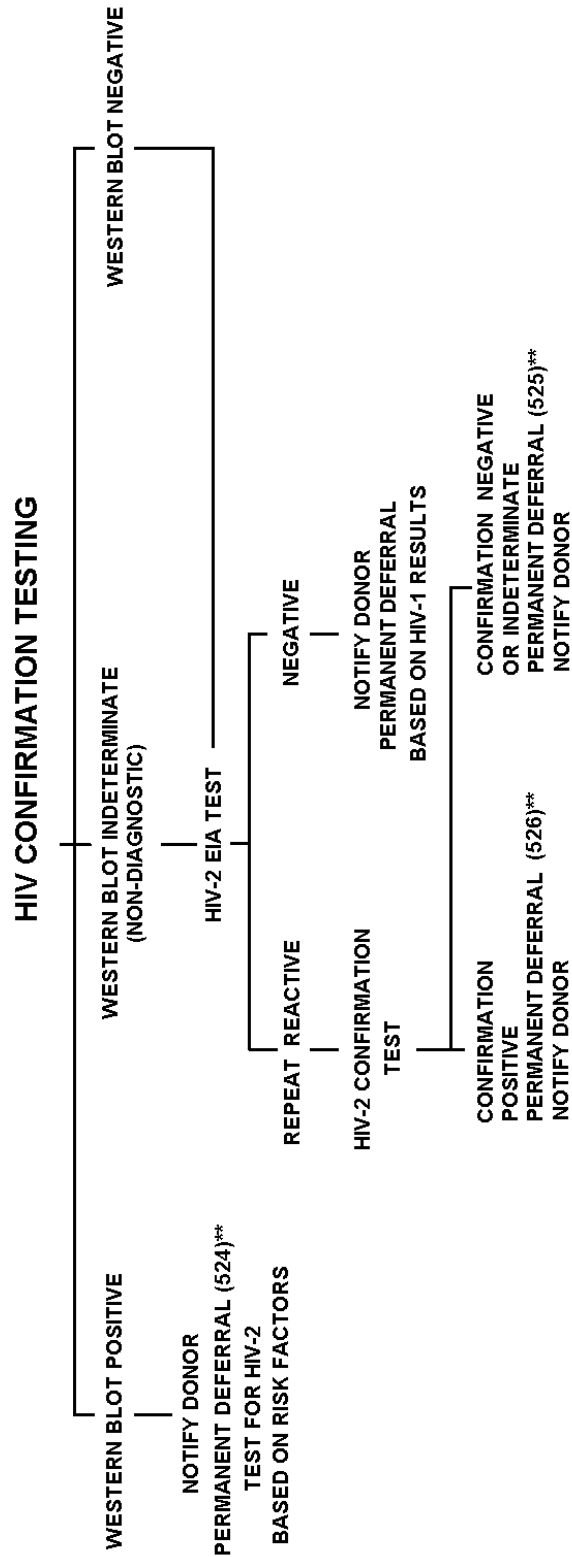 HIV CONFIRMATION TESTING
WESTERN BLOT POSITIVE
NOTIFY DONOR
PERMANENT DEFERRAL (524)**
TEST FOR HIV-2
BASED ON RISK FACTORS
WESTERN BLOT INDETERMINATE
(NON-DIAGNOSTIC)
WESTERN BLOT NEGATIVE
HIV-2 EIA TEST
REPEAT REACTIVE
HIV-2 CONFIRMATION
TEST
NEGATIVE
NOTIFY DONOR
PERMANENT DEFERRAL
BASED ON HIV-1 RESULTS
CONFIRMATION
POSITIVE
PERMANENT DEFERRAL (526)**
NOTIFY DONOR
CONFIRMATION NEGATIVE
OR INDETERMINATE
PERMANENT DEFERRAL (525)**
NOTIFY DONOR